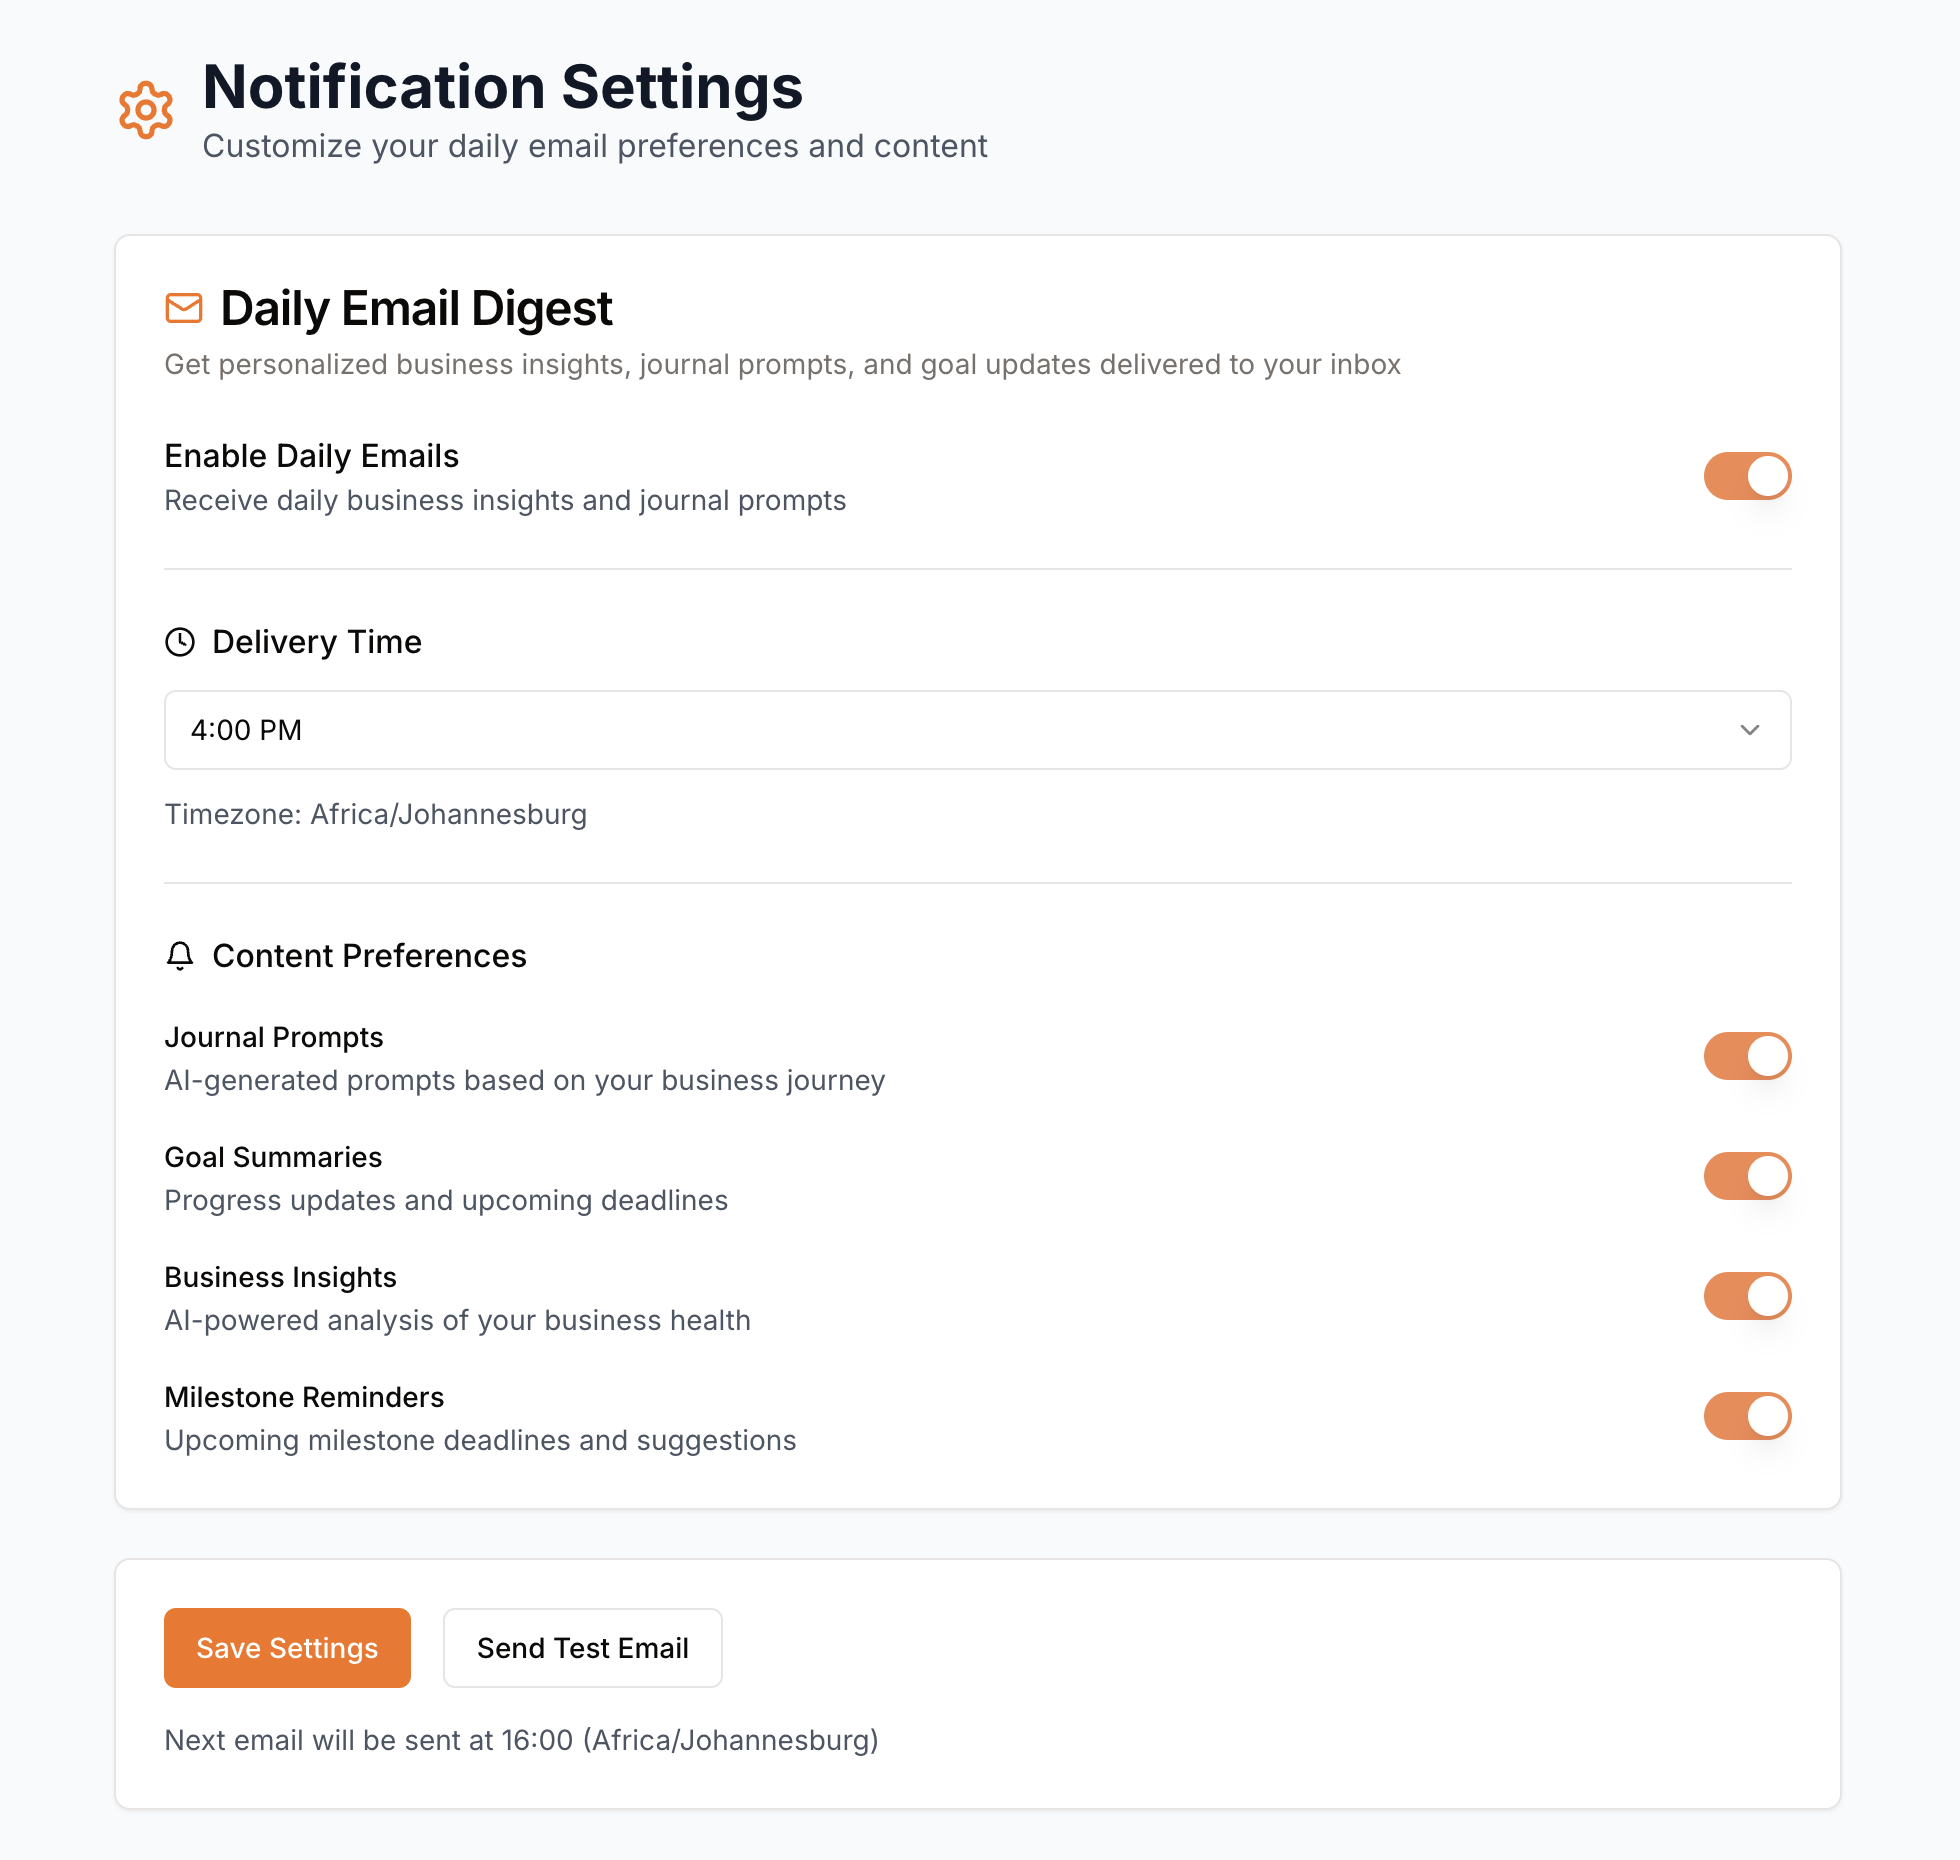 Notification Settings
Customize your daily email preferences and content
Daily Email Digest
Get personalized business insights, journal prompts, and goal updates delivered to your inbox
Enable Daily Emails
Receive daily business insights and journal prompts
Delivery Time
4:00 PM
Timezone: Africa/Johannesburg
Content Preferences
Journal Prompts
AI-generated prompts based on your business journey
Goal Summaries
Progress updates and upcoming deadlines
Business Insights
AI-powered analysis of your business health
Milestone Reminders
Upcoming milestone deadlines and suggestions
Save Settings
Send Test Email
Next email will be sent at 16:00 (Africa/Johannesburg)